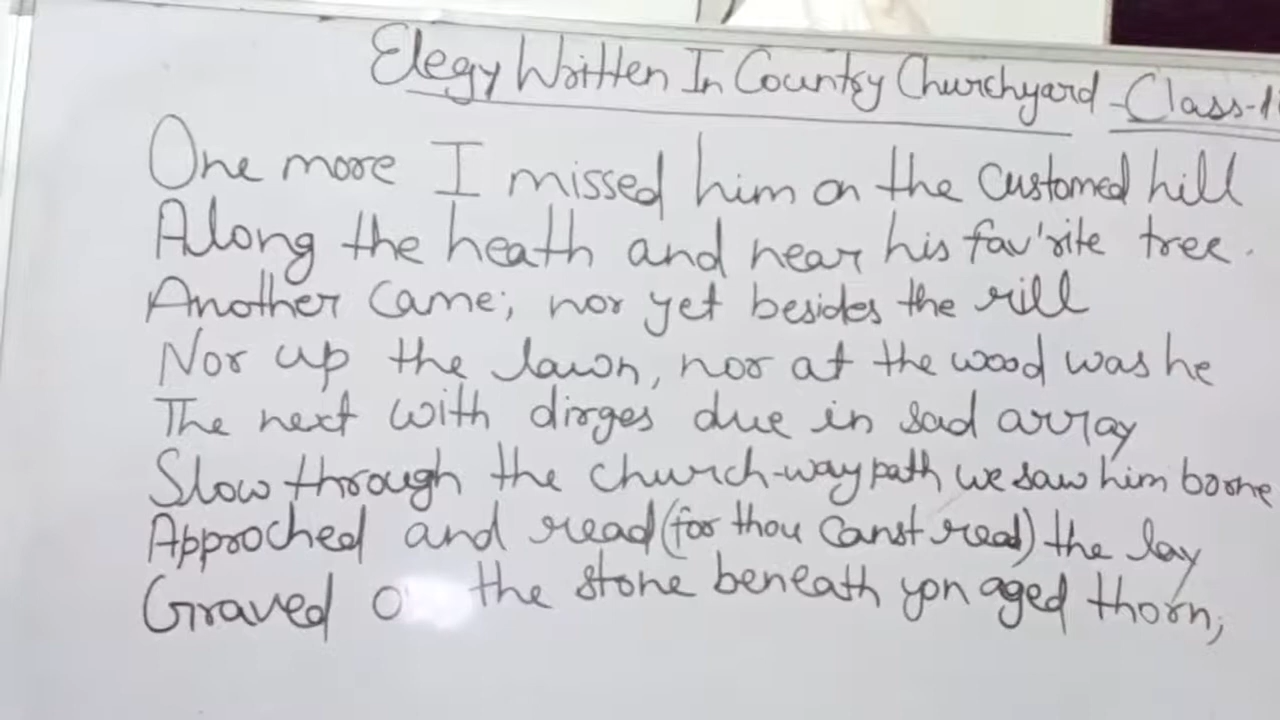 Elegy Written In Country Churchyard - Class-1
One more I missed him on the customed hill
Along the heath and near his fav'rite tree.
Another came; nor yet besides the rill
Nor up the lawn, nor at the wood was he
The next with dirges due in sad array
Slow through the church-way path we saw him borne
Approched and read (for thou canst read) the lay
Graved o the stone beneath yon aged thorn;